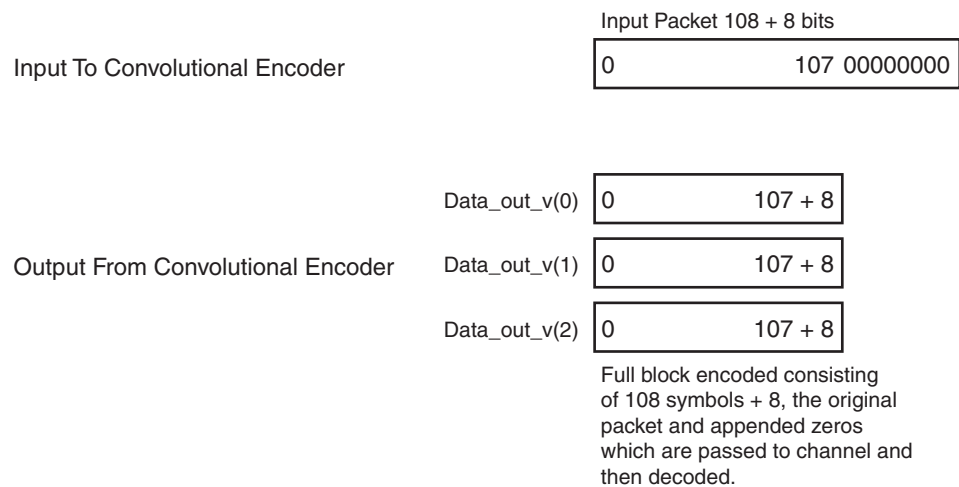 Input Packet 108 + 8 bits
Input To Convolutional Encoder
0 107 00000000
Data_out_v(0) 0 107 + 8
Output From Convolutional Encoder
Data_out_v(1) 0 107 + 8
Data_out_v(2) 0 107 + 8
Full block encoded consisting
of 108 symbols + 8, the original
packet and appended zeros
which are passed to channel and
then decoded.